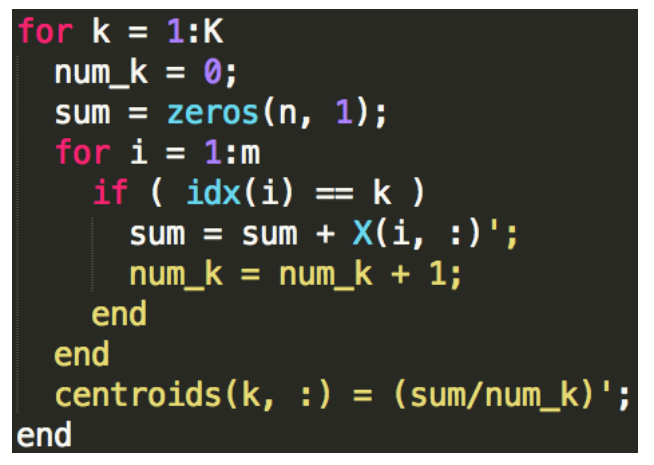 for k = 1:K
  num_k = 0;
  sum = zeros(n, 1);
  for i = 1:m
    if ( idx(i) == k )
      sum = sum + X(i, :)';
      num_k = num_k + 1;
    end
  end
  centroids(k, :) = (sum/num_k)';
end